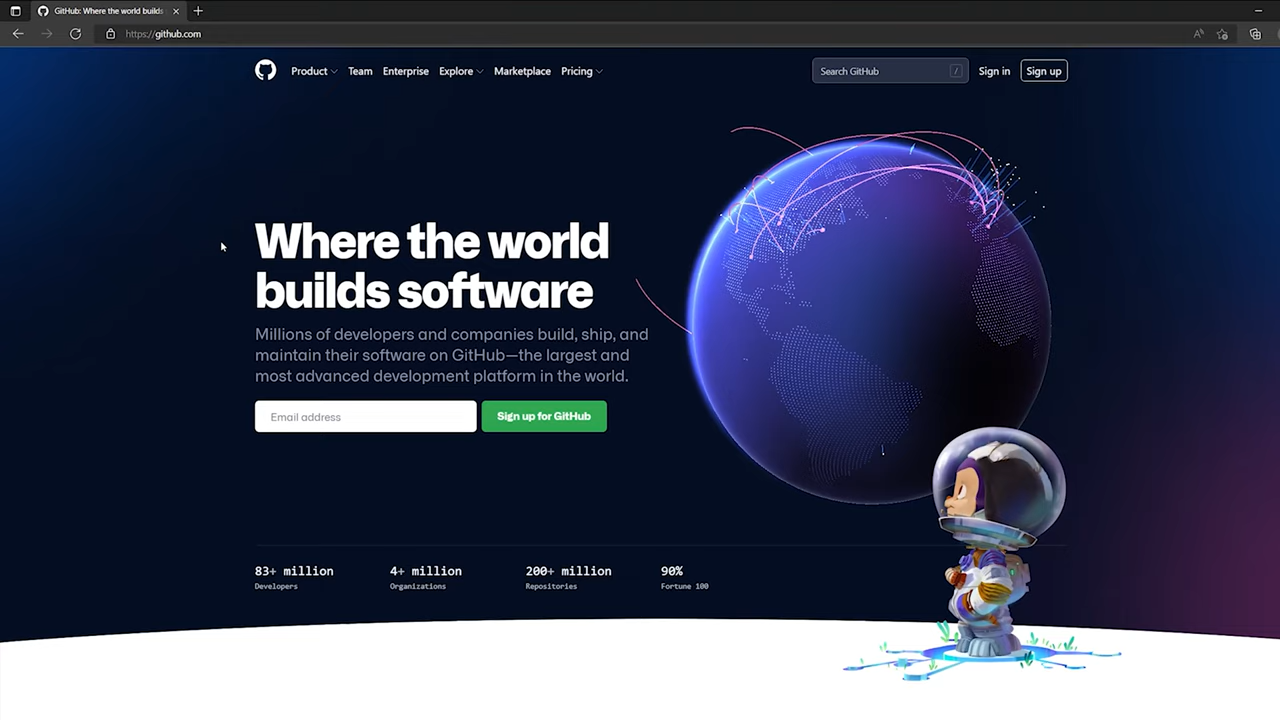 GitHub: Where the world builds
https://github.com
Product Team Enterprise Explore Marketplace Pricing Search GitHub / Sign in Sign up
Where the world
builds software
Millions of developers and companies build, ship, and
maintain their software on GitHub—the largest and
most advanced development platform in the world.
Email address Sign up for GitHub
83+ million 4+ million 200+ million 90%
Developers Organizations Repositories Fortune 100